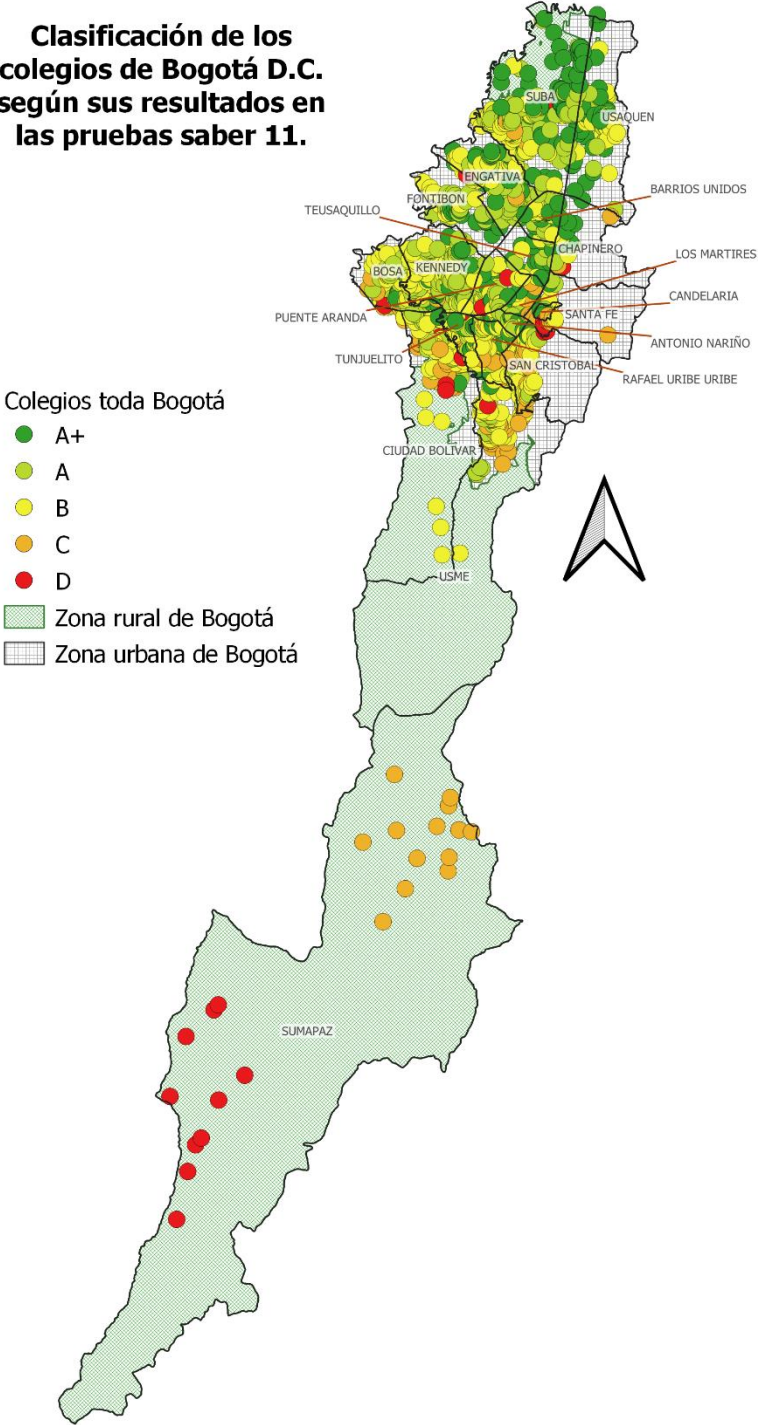 Clasificación de los
colegios de Bogotá D.C.
según sus resultados en
las pruebas saber 11.
SUBA
USAQUEN
ENGATIVA
BARRIOS UNIDOS
FONTIBON
TEUSAQUILLO
CHAPINERO
LOS MARTIRES
BOSA
KENNEDY
CANDELARIA
PUENTE ARANDA
SANTA FE
ANTONIO NARIÑO
TUNJUELITO
SAN CRISTOBAL
RAFAEL URIBE URIBE
Colegios toda Bogotá
A+
A
B
C
D
Zona rural de Bogotá
Zona urbana de Bogotá
CIUDAD BOLIVAR
USME
SUMAPAZ